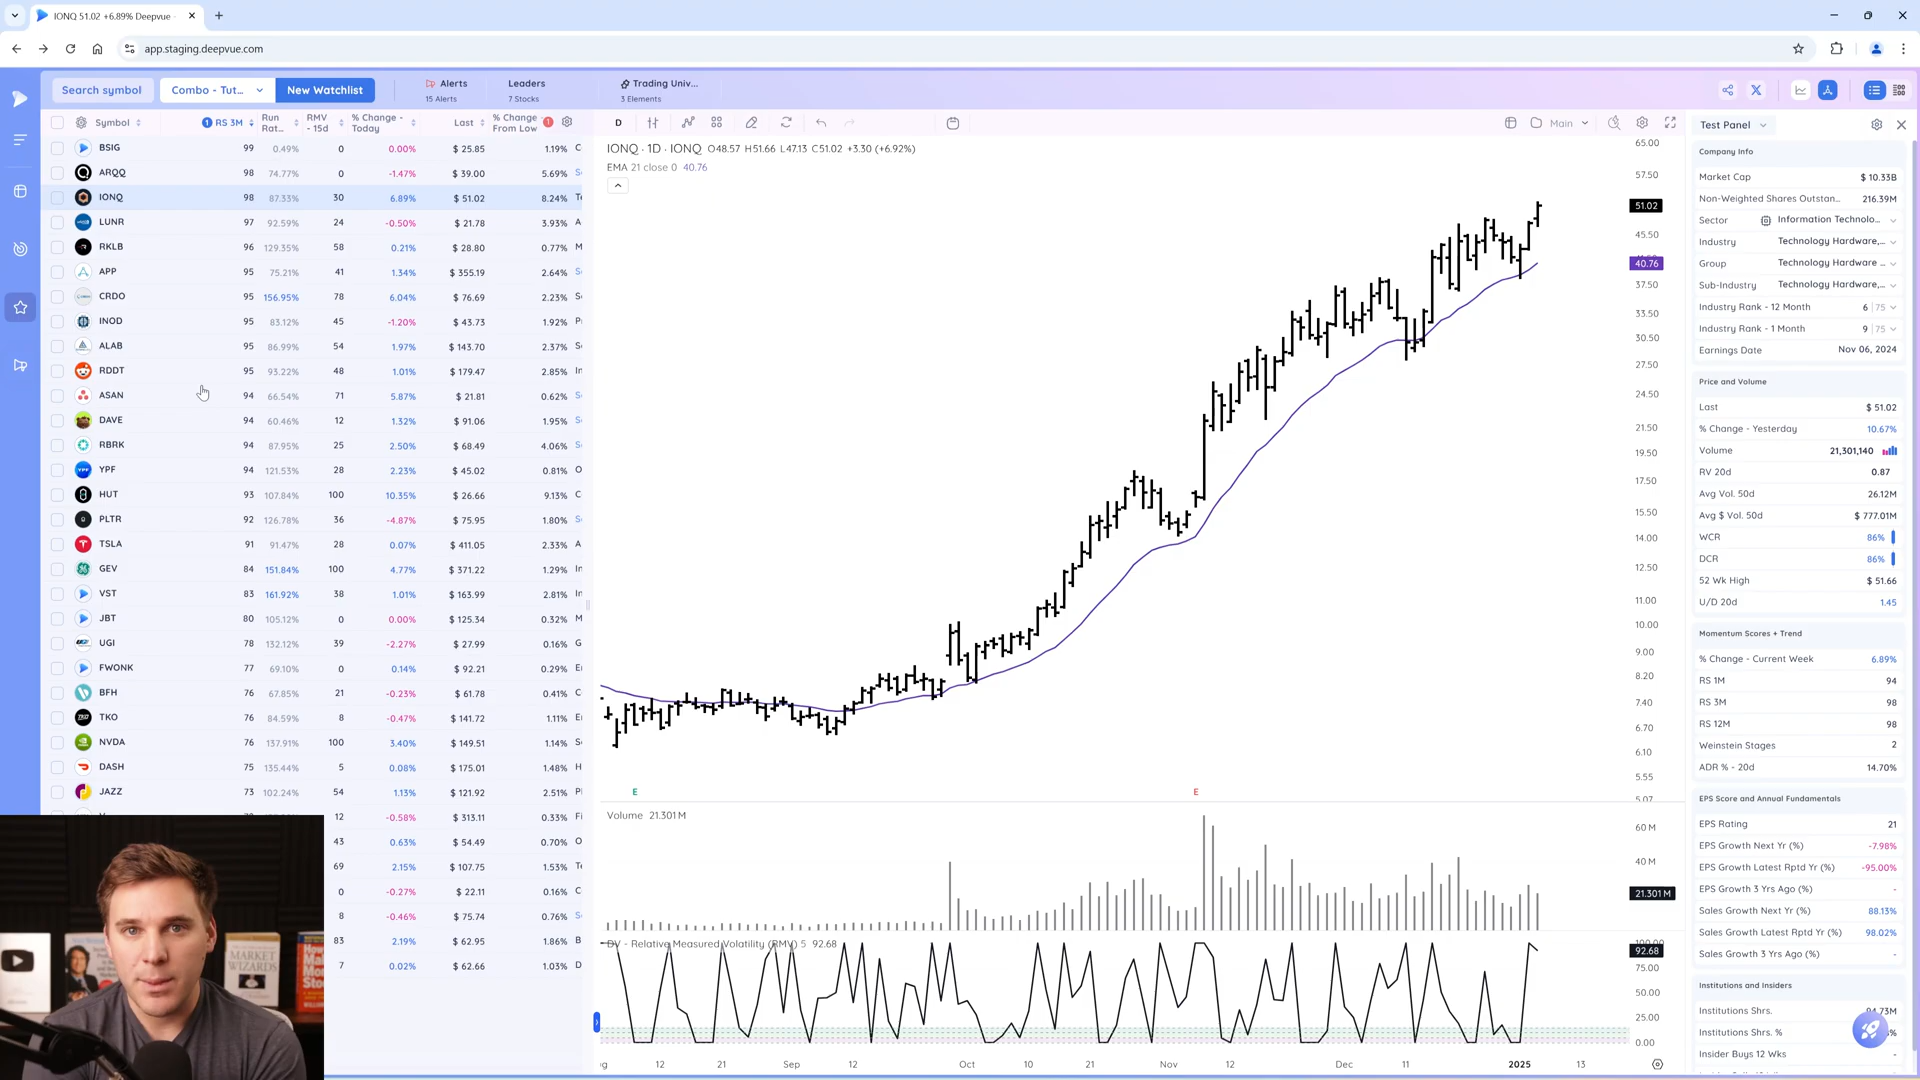 IONQ 51.02 +6.89% Deepvue
app.staging.deepvue.com
Search symbol
Combo - Tut...
New Watchlist
Alerts
15 Alerts
Leaders
7 Stocks
Trading Univ...
3 Elements
Symbol 1 RS 3M Run Rat... RMV - 15d % Change - Today Last % Change From Low 1
BSIG 99 0.49% 0 0.00% $ 25.85 1.19%
ARQQ 98 74.77% 0 -1.47% $ 39.00 5.69%
IONQ 98 87.33% 30 6.89% $ 51.02 8.24%
LUNR 97 92.59% 24 -0.50% $ 21.78 3.93%
RKLB 96 129.35% 58 0.21% $ 28.80 0.77%
APP 95 75.21% 41 1.34% $ 355.19 2.64%
CRDO 95 156.95% 78 6.04% $ 76.69 2.23%
INOD 95 83.12% 45 -1.20% $ 43.73 1.92%
ALAB 95 86.99% 54 1.97% $ 143.70 2.37%
RDDT 95 93.22% 48 1.01% $ 179.47 2.85%
ASAN 94 66.54% 71 5.87% $ 21.81 0.62%
DAVE 94 60.46% 12 1.32% $ 91.06 1.95%
RBRK 94 87.95% 25 2.50% $ 68.49 4.06%
YPF 94 121.53% 28 2.23% $ 45.02 0.81%
HUT 93 107.84% 100 10.35% $ 26.66 9.13%
PLTR 92 126.78% 36 -4.87% $ 75.95 1.80%
TSLA 91 91.47% 28 0.07% $ 411.05 2.33%
GEV 84 151.84% 100 4.77% $ 371.22 1.29%
VST 83 161.92% 38 1.01% $ 163.99 2.81%
JBT 80 105.12% 0 0.00% $ 125.34 0.32%
UGI 78 132.12% 39 -2.27% $ 27.99 0.16%
FWONK 77 69.10% 0 0.14% $ 92.21 0.29%
BFH 76 67.85% 21 -0.23% $ 61.78 0.41%
TKO 76 84.59% 8 -0.47% $ 141.72 1.11%
NVDA 76 137.91% 100 3.40% $ 149.51 1.14%
DASH 75 135.44% 5 0.08% $ 175.01 1.48%
JAZZ 73 102.24% 54 1.13% $ 121.92 2.51%
12 -0.58% $ 313.11 0.33%
43 0.63% $ 54.49 0.70%
69 2.15% $ 107.75 1.53%
0 -0.27% $ 22.11 0.16%
8 -0.46% $ 75.74 0.76%
83 2.19% $ 62.95 1.86%
7 0.02% $ 62.66 1.03%
MARKET WIZARDS
D
Main
IONQ · 1D · IONQ O48.57 H51.66 L47.13 C51.02 +3.30 (+6.92%)
EMA 21 close 0 40.76
65.00
57.50
51.02
45.50
40.76
37.50
33.50
30.50
27.50
24.50
21.50
19.50
17.50
15.50
14.00
12.50
11.00
10.00
9.00
8.20
7.40
6.70
6.10
5.55
5.07
E E
Volume 21.301 M
60 M
40 M
21.301 M
DV - Relative Measured Volatility (RMV) 5 92.68
100.00
92.68
75.00
50.00
25.00
0.00
12 21 Sep 12 Oct 10 21 Nov 12 Dec 11 2025 13
Test Panel
Company Info
Market Cap $ 10.33B
Non-Weighted Shares Outstan... 216.39M
Sector Information Technolo...
Industry Technology Hardware,...
Group Technology Hardware ...
Sub-Industry Technology Hardware,...
Industry Rank - 12 Month 6 | 75
Industry Rank - 1 Month 9 | 75
Earnings Date Nov 06, 2024
Price and Volume
Last $ 51.02
% Change - Yesterday 10.67%
Volume 21,301,140
RV 20d 0.87
Avg Vol. 50d 26.12M
Avg $ Vol. 50d $ 777.01M
WCR 86%
DCR 86%
52 Wk High $ 51.66
U/D 20d 1.45
Momentum Scores + Trend
% Change - Current Week 6.89%
RS 1M 94
RS 3M 98
RS 12M 98
Weinstein Stages 2
ADR % - 20d 14.70%
EPS Score and Annual Fundamentals
EPS Rating 21
EPS Growth Next Yr (%) -7.98%
EPS Growth Latest Rptd Yr (%) -95.00%
EPS Growth 3 Yrs Ago (%) -
Sales Growth Next Yr (%) 88.13%
Sales Growth Latest Rptd Yr (%) 98.02%
Sales Growth 3 Yrs Ago (%) -
Institutions and Insiders
Institutions Shrs.
Institutions Shrs. %
Insider Buys 12 Wks